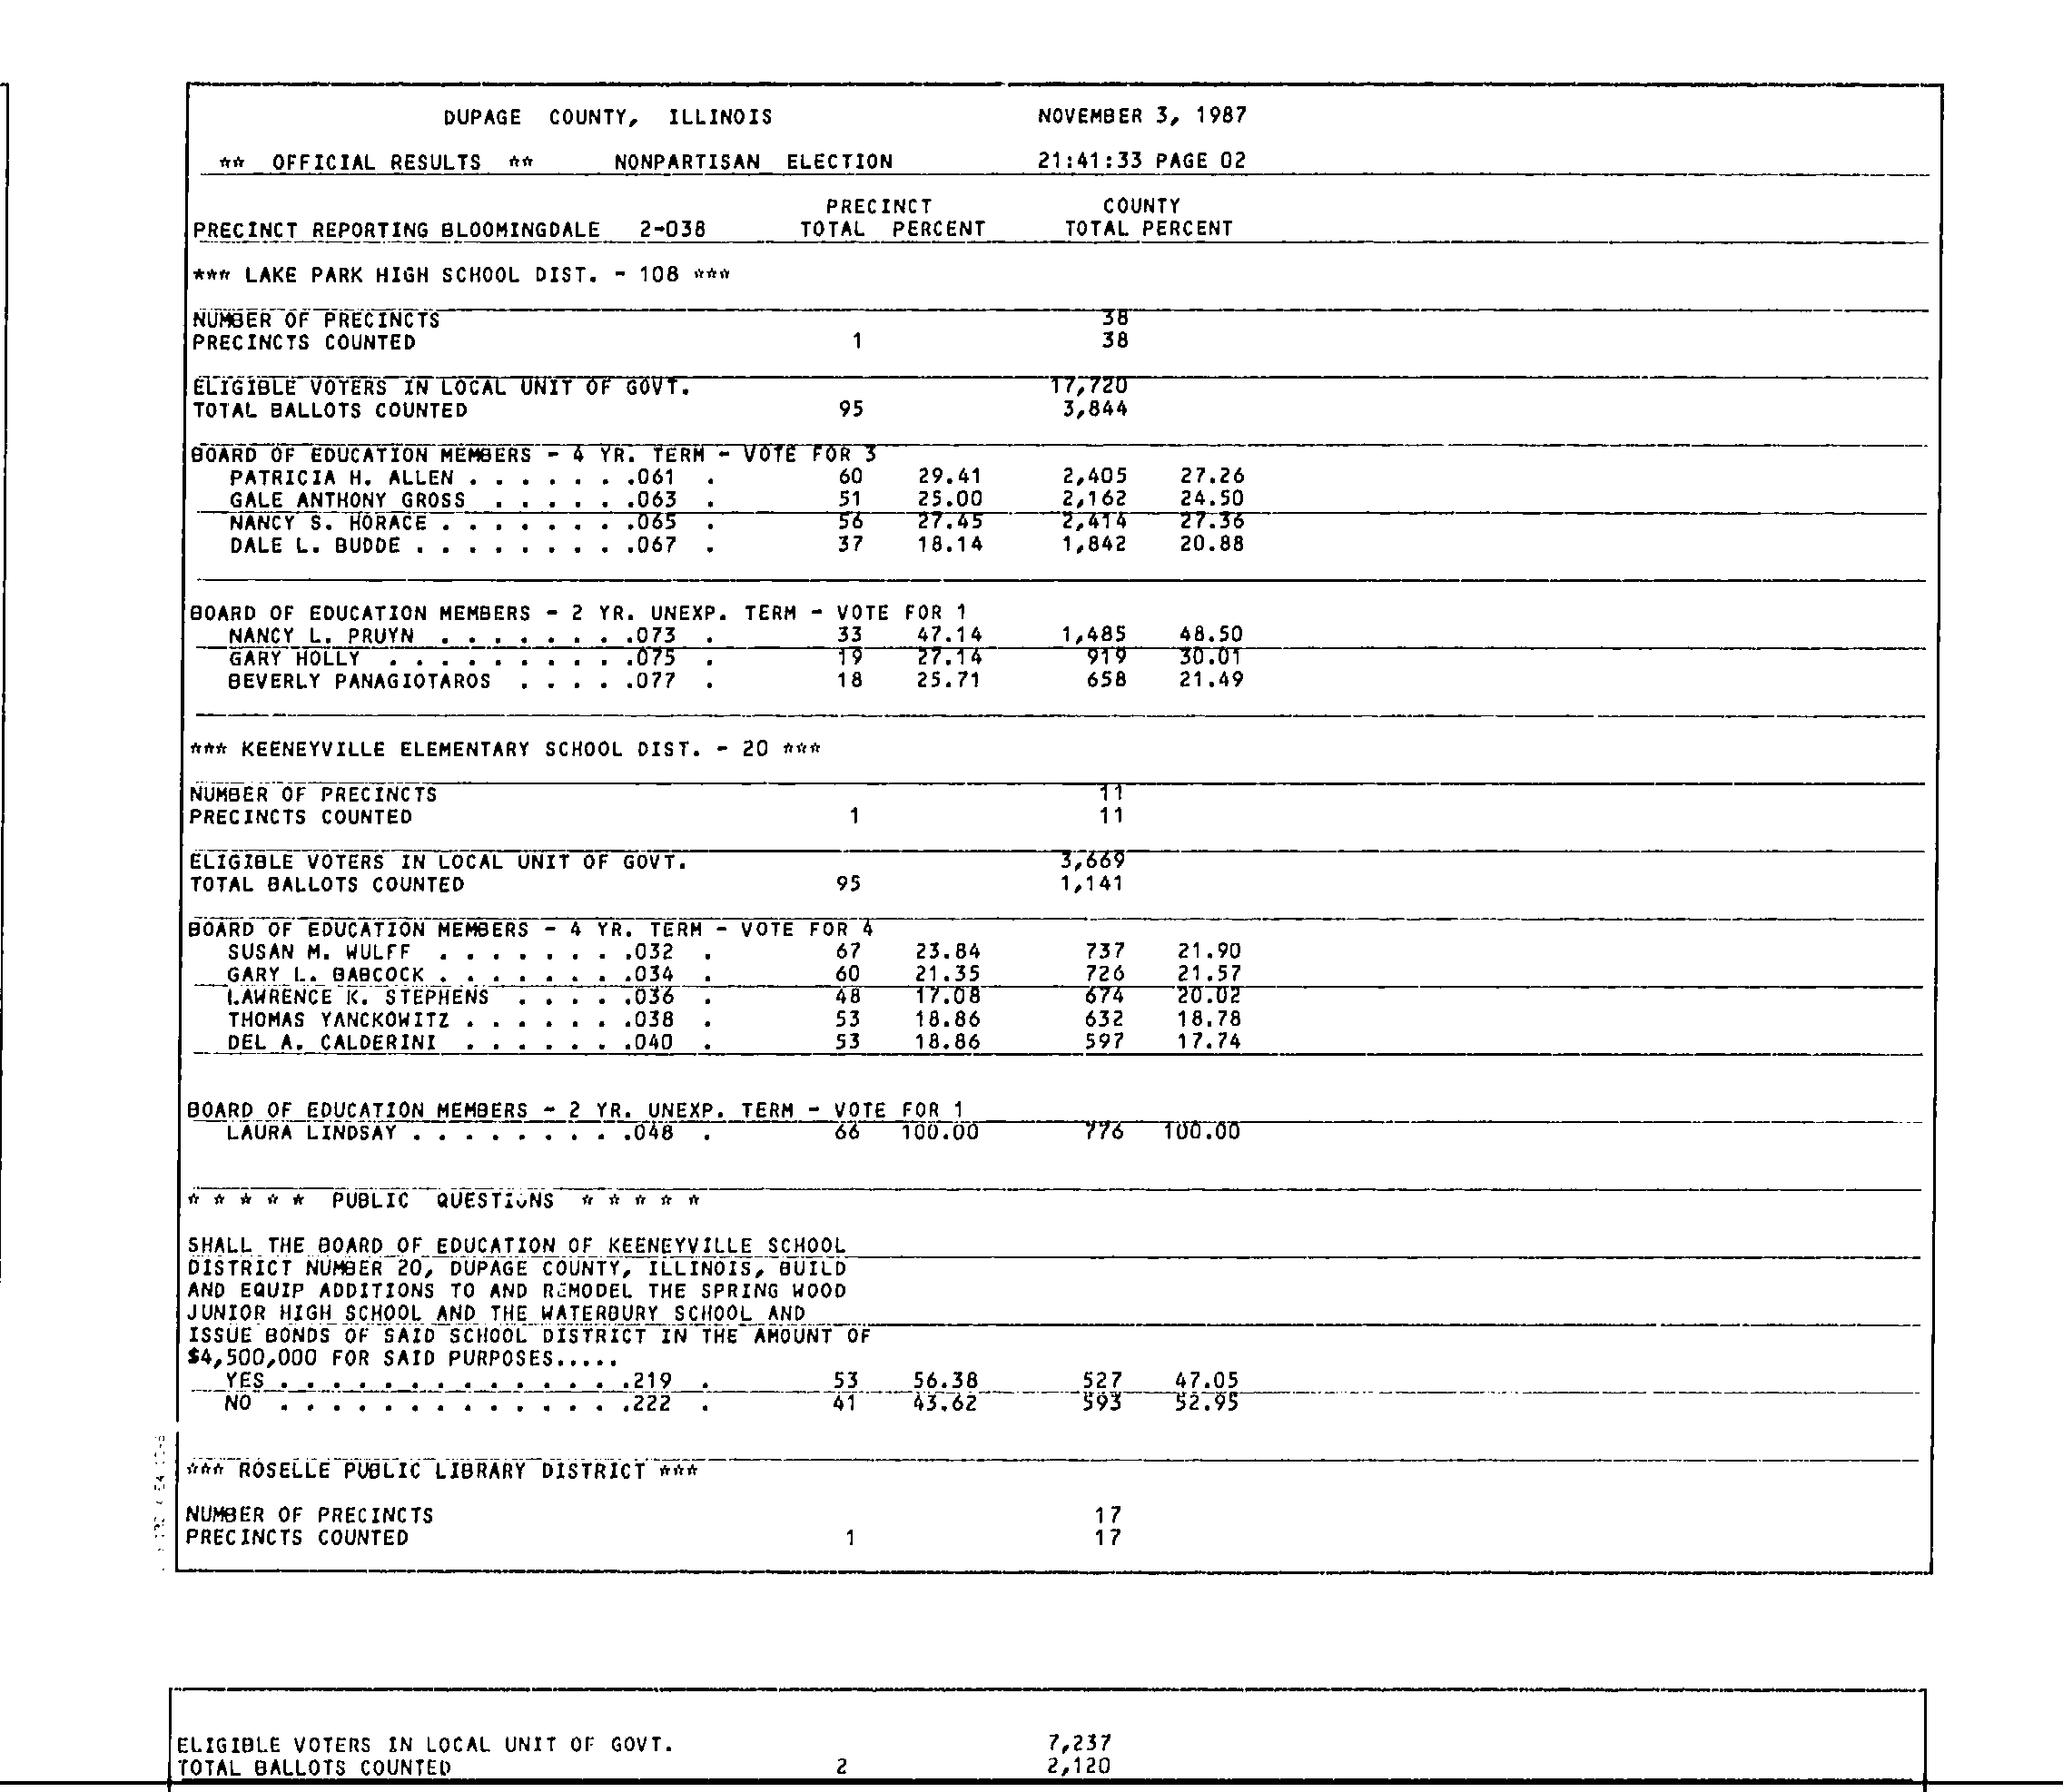 DUPAGE COUNTY, ILLINOIS NOVEMBER 3, 1987
** OFFICIAL RESULTS ** NONPARTISAN ELECTION 21:41:33 PAGE 02
PRECINCT COUNTY
PRECINCT REPORTING BLOOMINGDALE 2-038 TOTAL PERCENT TOTAL PERCENT
*** LAKE PARK HIGH SCHOOL DIST. - 108 ***
NUMBER OF PRECINCTS 38
PRECINCTS COUNTED 1 38
ELIGIBLE VOTERS IN LOCAL UNIT OF GOVT. 17,720
TOTAL BALLOTS COUNTED 95 3,844
BOARD OF EDUCATION MEMBERS - 4 YR. TERM - VOTE FOR 3
PATRICIA H. ALLEN . . . . . . .061 . 60 29.41 2,405 27.26
GALE ANTHONY GROSS . . . . . .063 . 51 25.00 2,162 24.50
NANCY S. HORACE . . . . . . . .065 . 56 27.45 2,414 27.36
DALE L. BUDDE . . . . . . . . .067 . 37 18.14 1,842 20.88
BOARD OF EDUCATION MEMBERS - 2 YR. UNEXP. TERM - VOTE FOR 1
NANCY L. PRUYN . . . . . . . .073 . 33 47.14 1,485 48.50
GARY HOLLY . . . . . . . . . .075 . 19 27.14 919 30.01
BEVERLY PANAGIOTAROS . . . . .077 . 18 25.71 658 21.49
*** KEENEYVILLE ELEMENTARY SCHOOL DIST. - 20 ***
NUMBER OF PRECINCTS 11
PRECINCTS COUNTED 1 11
ELIGIBLE VOTERS IN LOCAL UNIT OF GOVT. 3,669
TOTAL BALLOTS COUNTED 95 1,141
BOARD OF EDUCATION MEMBERS - 4 YR. TERM - VOTE FOR 4
SUSAN M. WULFF . . . . . . . .032 . 67 23.84 737 21.90
GARY L. BABCOCK . . . . . . . .034 . 60 21.35 726 21.57
LAWRENCE K. STEPHENS . . . . .036 . 48 17.08 674 20.02
THOMAS YANCKOWITZ . . . . . . .038 . 53 18.86 632 18.78
DEL A. CALDERINI . . . . . . .040 . 53 18.86 597 17.74
BOARD OF EDUCATION MEMBERS - 2 YR. UNEXP. TERM - VOTE FOR 1
LAURA LINDSAY . . . . . . . . .048 . 66 100.00 776 100.00
* * * * * PUBLIC QUESTIONS * * * * *
SHALL THE BOARD OF EDUCATION OF KEENEYVILLE SCHOOL
DISTRICT NUMBER 20, DUPAGE COUNTY, ILLINOIS, BUILD
AND EQUIP ADDITIONS TO AND REMODEL THE SPRING WOOD
JUNIOR HIGH SCHOOL AND THE WATERBURY SCHOOL AND
ISSUE BONDS OF SAID SCHOOL DISTRICT IN THE AMOUNT OF
$4,500,000 FOR SAID PURPOSES.....
YES . . . . . . . . . . . . . .219 . 53 56.38 527 47.05
NO . . . . . . . . . . . . . .222 . 41 43.62 593 52.95
*** ROSELLE PUBLIC LIBRARY DISTRICT ***
NUMBER OF PRECINCTS 17
PRECINCTS COUNTED 1 17
ELIGIBLE VOTERS IN LOCAL UNIT OF GOVT. 7,237
TOTAL BALLOTS COUNTED 2 2,120